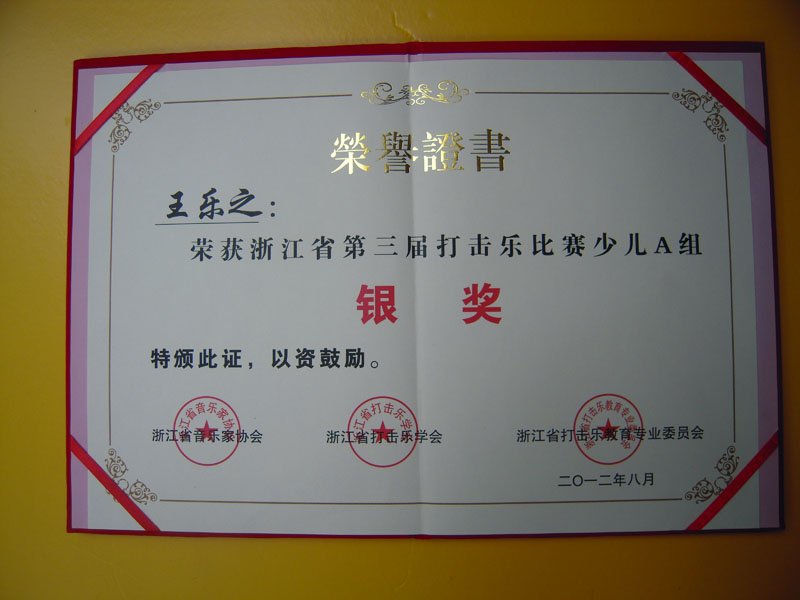 榮譽證書
王乐之：
荣获浙江省第三届打击乐比赛少儿A组
银 奖
特颁此证，以资鼓励。
浙江省音乐家协会 浙江省打击乐学会 浙江省打击乐教育专业委员会
二〇一二年八月